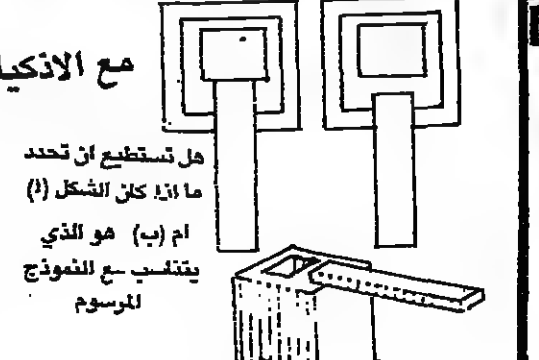 مع الاذكيا
هل تستطيع ان تحدد
ما اذا كان الشكل (أ)
ام (ب) هو الذي
يتناسب مع النموذج
المرسوم